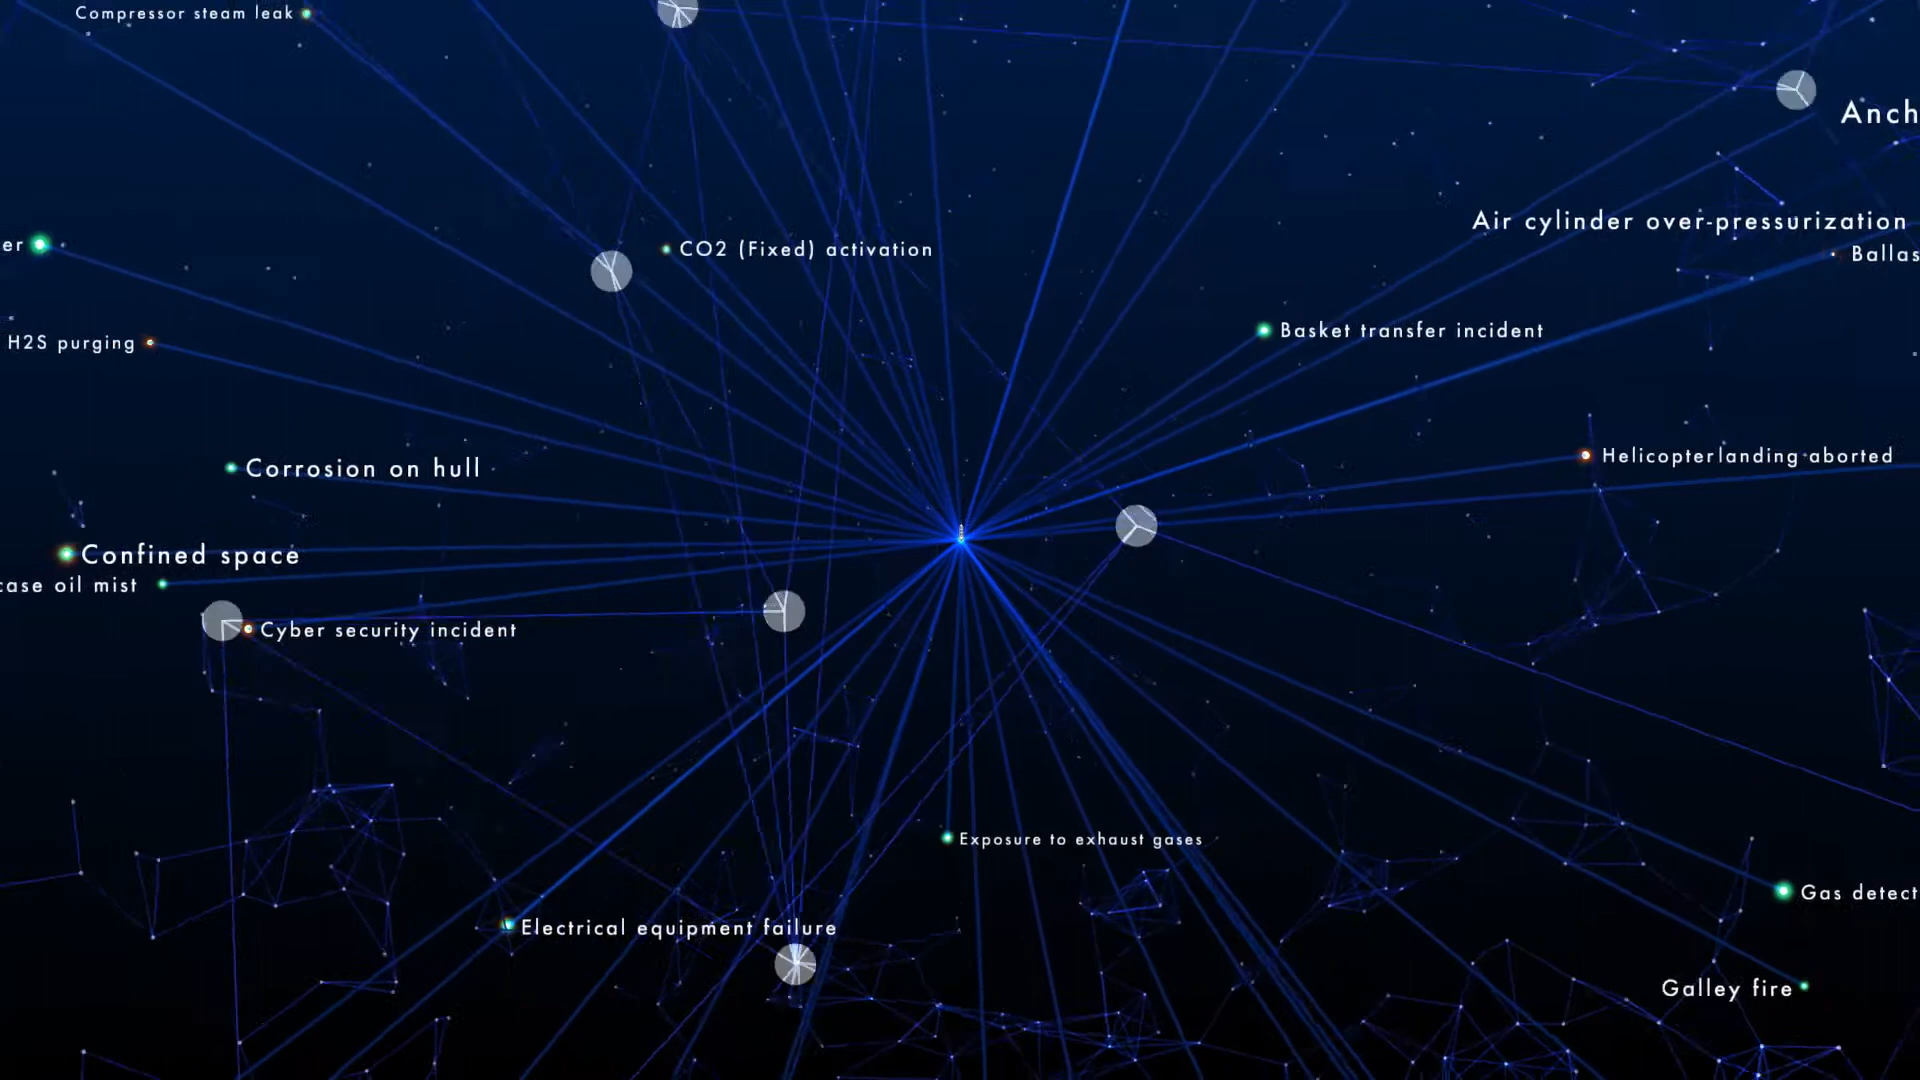 Compressor steam leak
Anch
Air cylinder over-pressurization
er
CO2 (Fixed) activation
Ballas
Basket transfer incident
H2S purging
Helicopter landing aborted
Corrosion on hull
Confined space
case oil mist
Cyber security incident
Exposure to exhaust gases
Gas detect
Electrical equipment failure
Galley fire